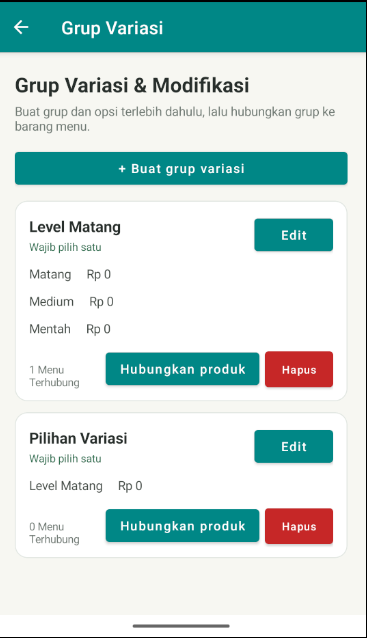 Grup Variasi
Grup Variasi & Modifikasi
Buat grup dan opsi terlebih dahulu, lalu hubungkan grup ke
barang menu.
+ Buat grup variasi
Level Matang
Wajib pilih satu
Edit
Matang Rp 0
Medium Rp 0
Mentah Rp 0
1 Menu
Terhubung
Hubungkan produk
Hapus
Pilihan Variasi
Wajib pilih satu
Edit
Level Matang Rp 0
0 Menu
Terhubung
Hubungkan produk
Hapus